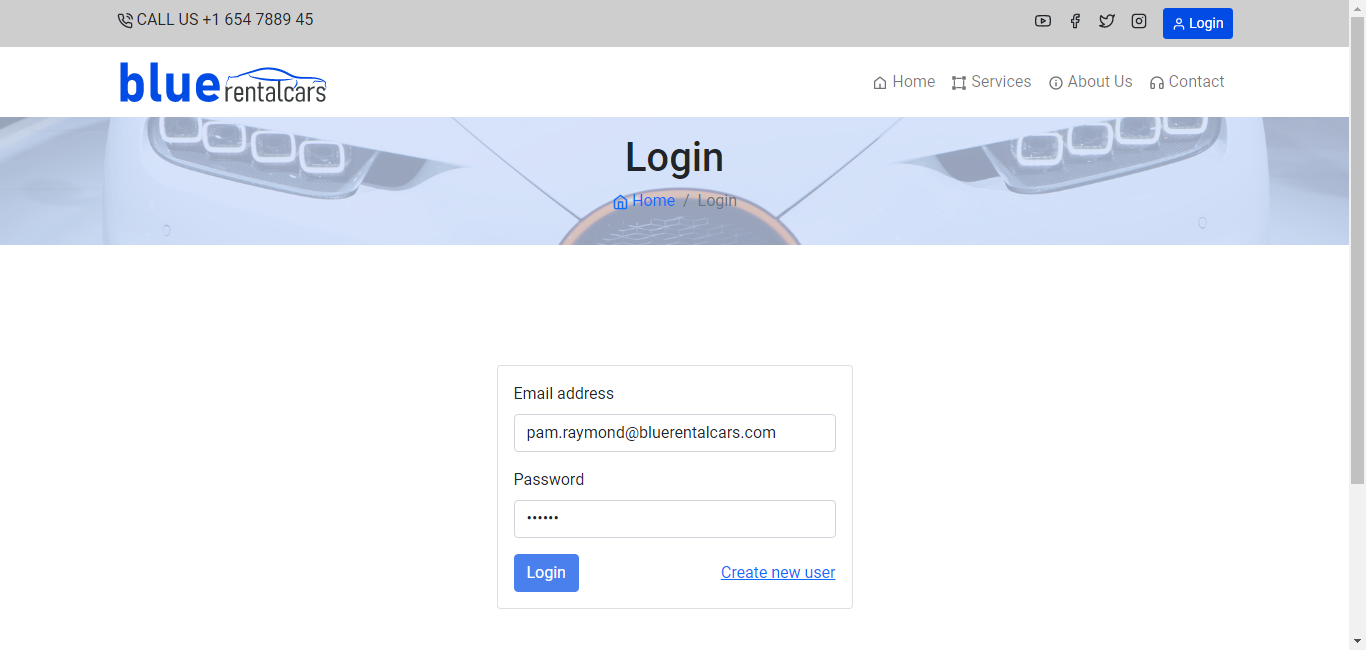 CALL US +1 654 7889 45
Login
blue rentalcars
Home Services About Us Contact
Login
Home / Login
Email address
pam.raymond@bluerentalcars.com
Password
••••••
Login Create new user